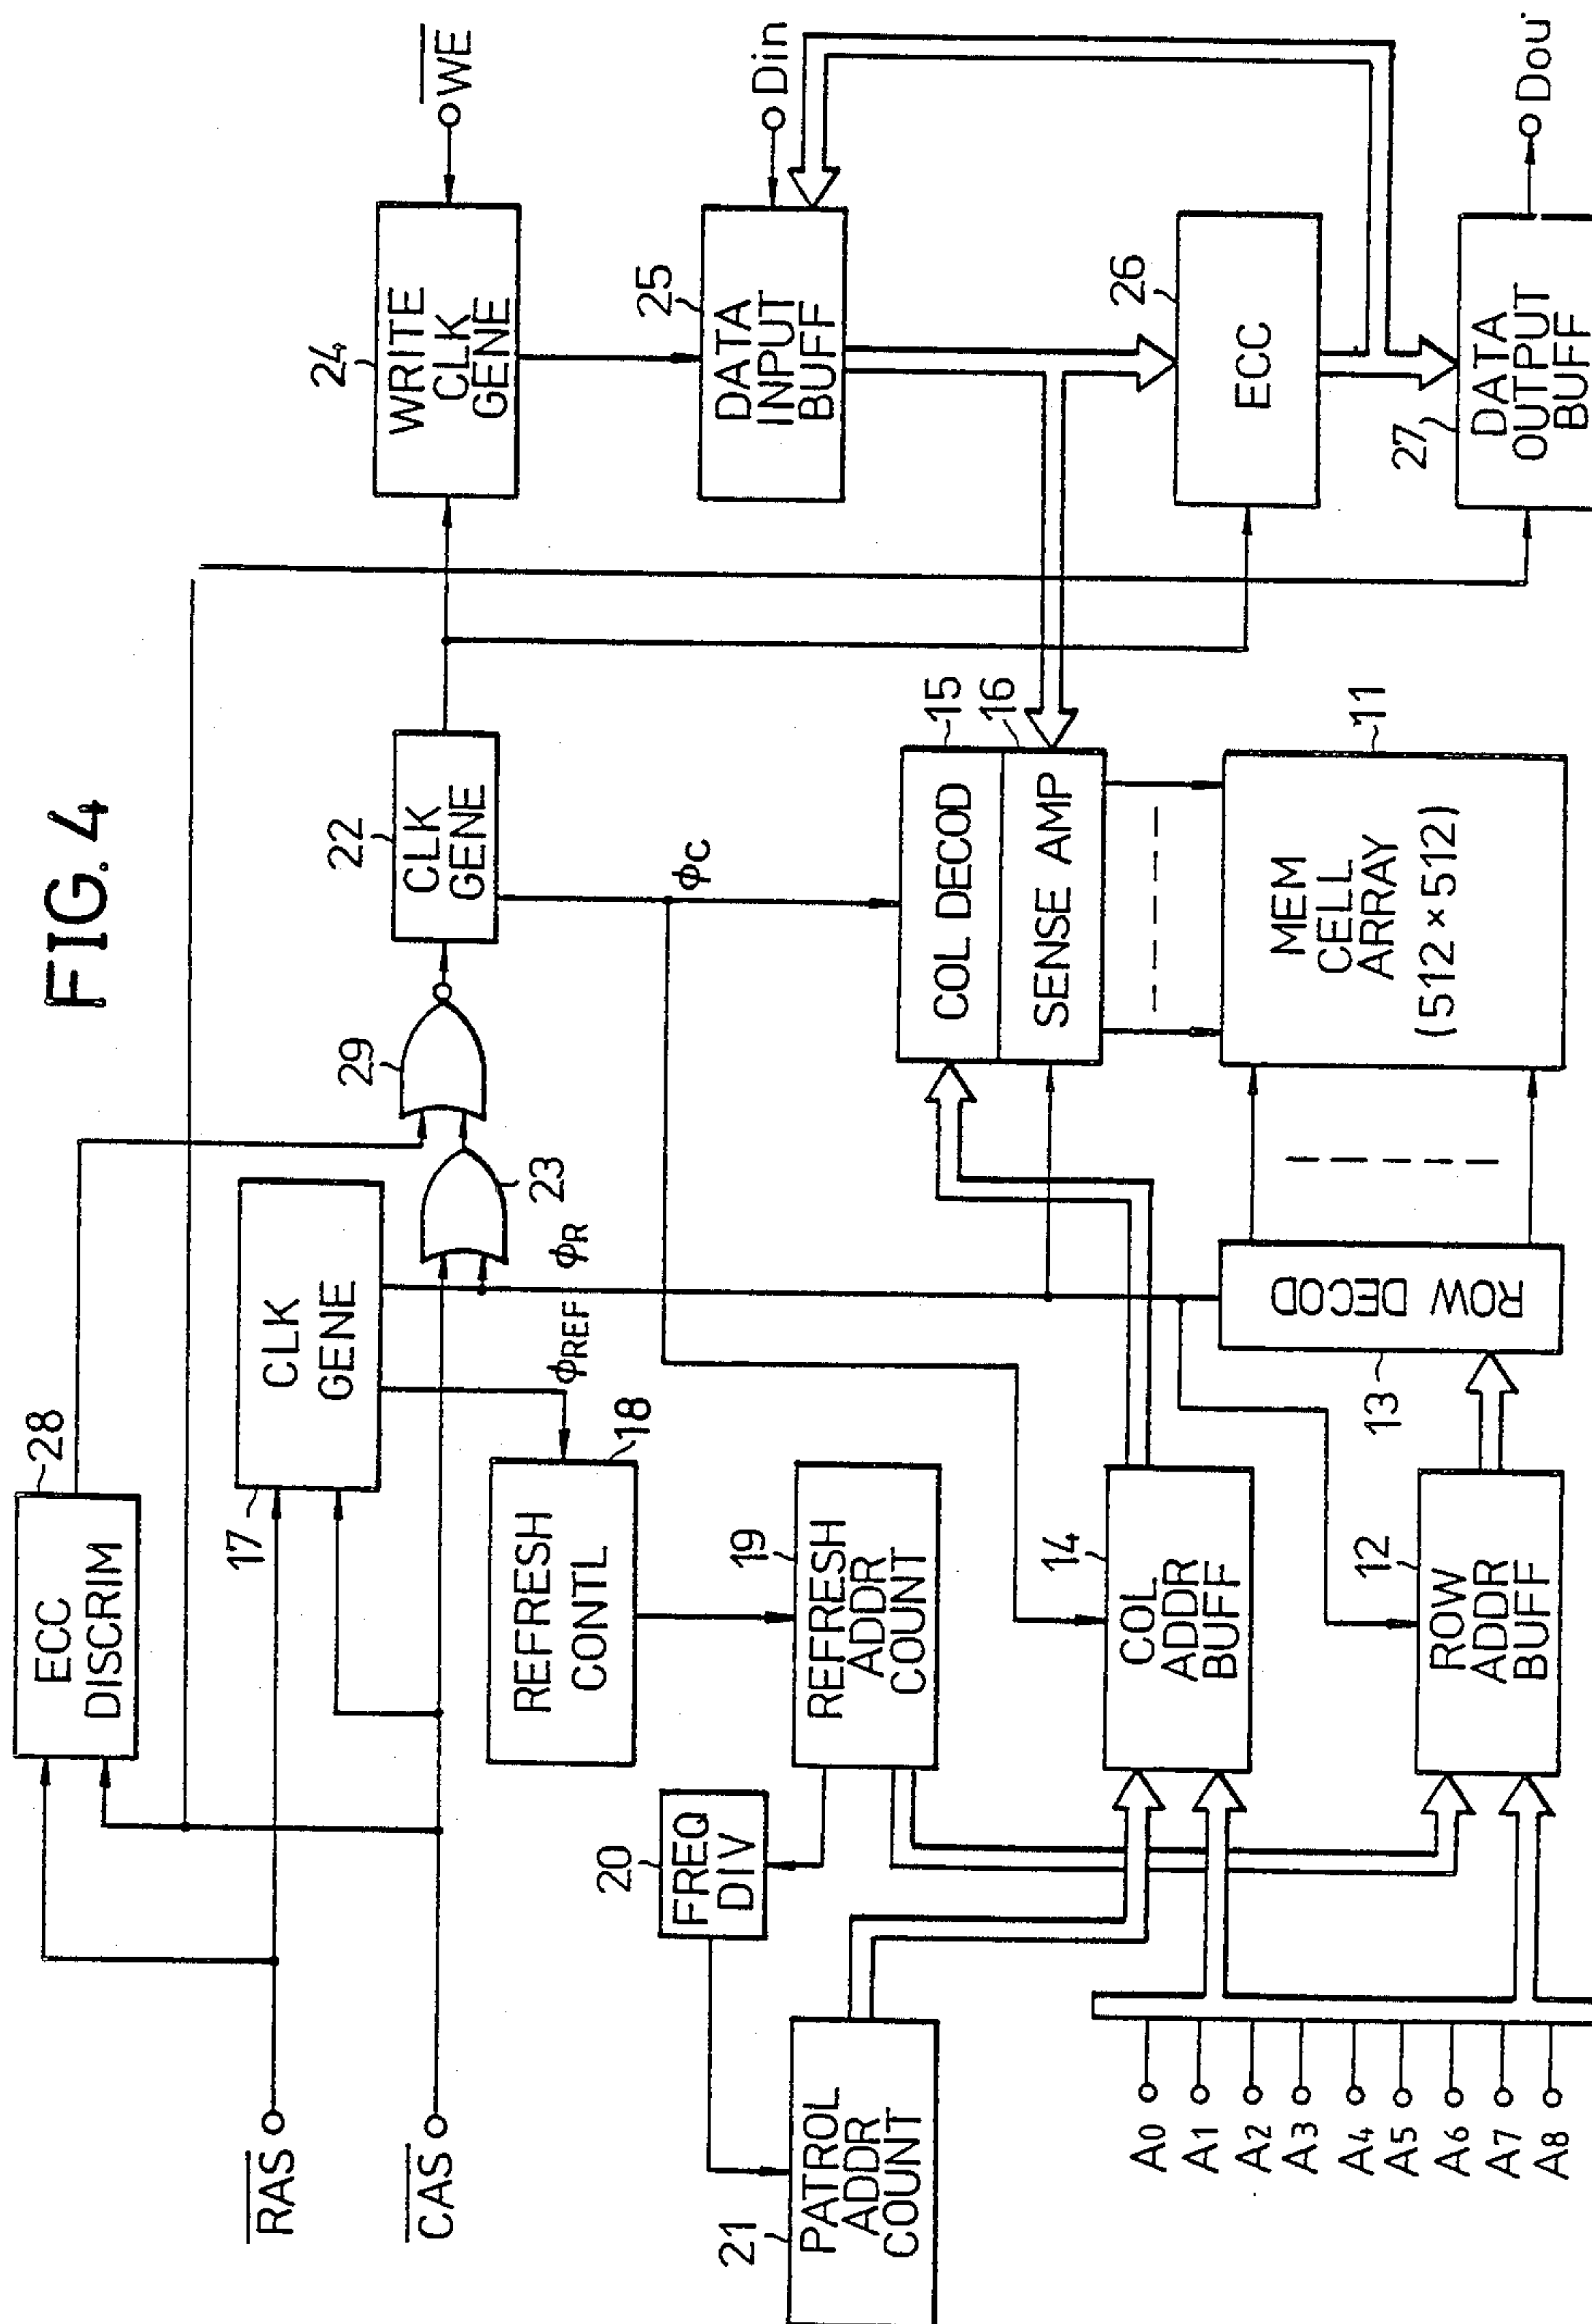 FIG. 4
RAS
CAS
28
ECC
DISCRIM
17
CLK
GENE
ϕREF
ϕR
23
29
22
CLK
GENE
ϕC
24
WRITE
CLK
GENE
WE
18
REFRESH
CONTL
19
REFRESH
ADDR
COUNT
20
FREQ
DIV
21
PATROL
ADDR
COUNT
25
DATA
INPUT
BUFF
Din
14
COL
ADDR
BUFF
15
COL DECOD
16
SENSE AMP
26
ECC
12
ROW
ADDR
BUFF
13
ROW DECOD
11
MEM
CELL
ARRAY
(512×512)
27
DATA
OUTPUT
BUFF
Dou
A0
A1
A2
A3
A4
A5
A6
A7
A8